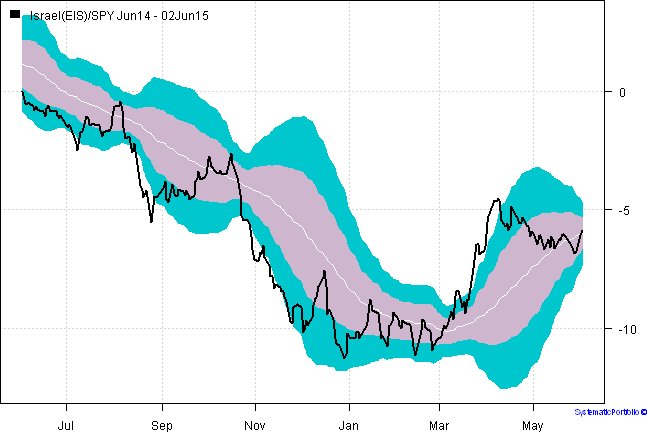 Israel(EIS)/SPY Jun14 - 02Jun15
0
-5
-10
Jul Sep Nov Jan Mar May
SystematicPortfolio ©